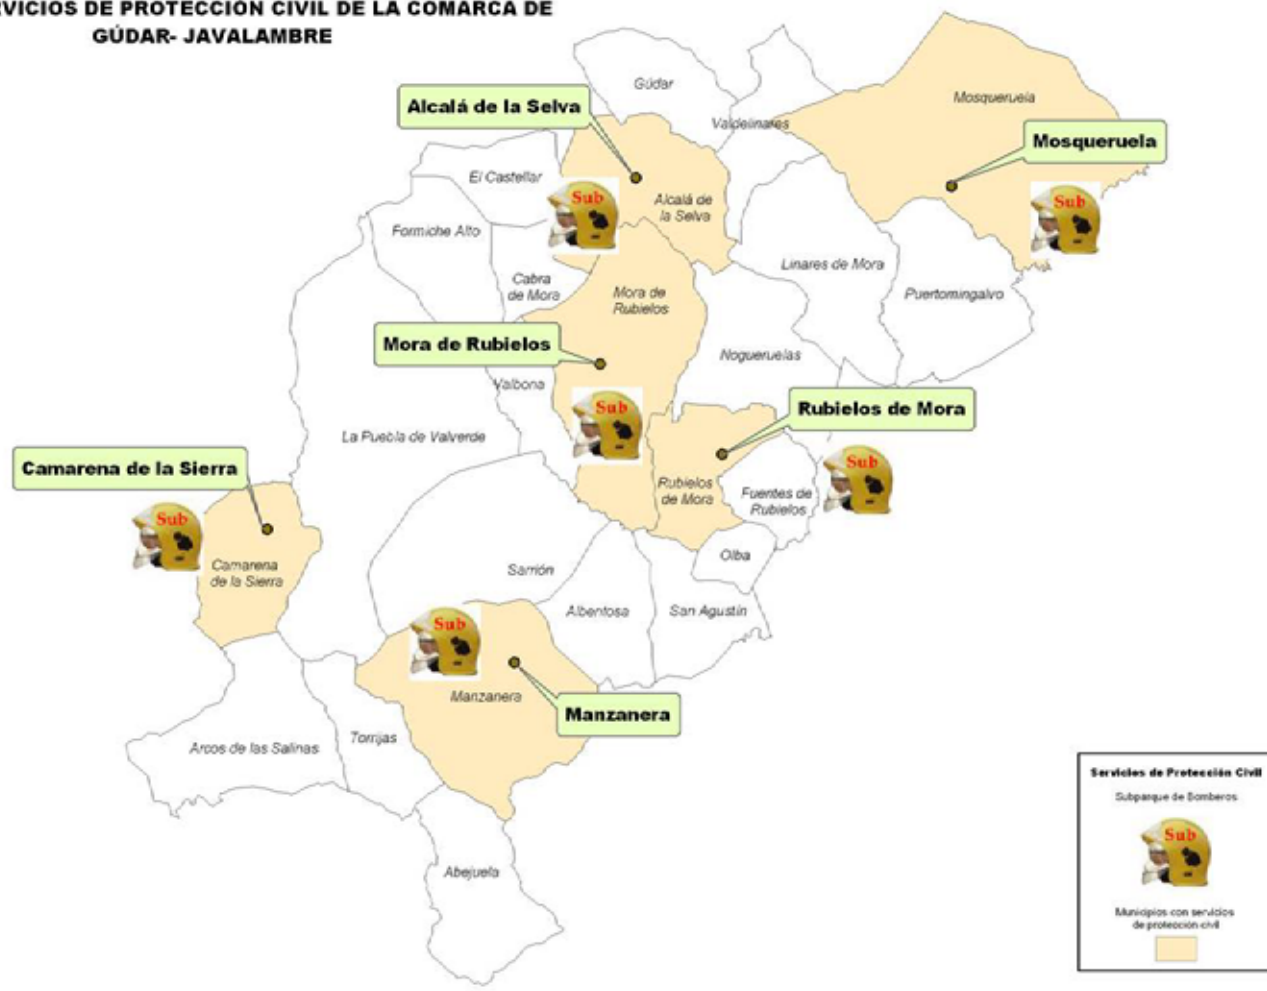 RVICIOS DE PROTECCIÓN CIVIL DE LA COMARCA DE
GÚDAR- JAVALAMBRE
Gúdar
Mosqueruela
Alcalá de la Selva
Valdelinares
Mosqueruela
El Castellar
Sub
Alcalá de
la Selva
Sub
Formiche Alto
Linares de Mora
Cabra
de Mora
Mora de
Rubielos
Puertomingalvo
Mora de Rubielos
Nogueruelas
Valbona
Sub
Rubielos de Mora
La Puebla de Valverde
Camarena de la Sierra
Sub
Rubielos
de Mora
Fuentes de
Rubielos
Sub
Olba
Camarena
de la Sierra
Sarrión
Albentosa
San Agustín
Sub
Manzanera
Manzanera
Arcos de las Salinas
Torrijas
Abejuela
Servicios de Protección Civil
Subparque de Bomberos
Sub
Municipios con servicios
de protección civil